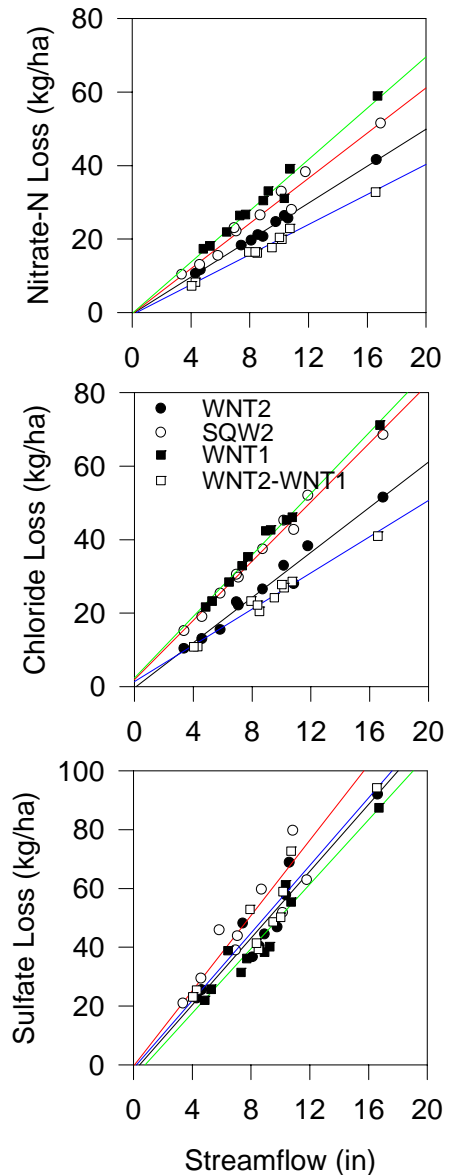 80
60
40
20
0
Nitrate-N Loss (kg/ha)
0 4 8 12 16 20
80
60
40
20
0
Chloride Loss (kg/ha)
WNT2
SQW2
WNT1
WNT2-WNT1
0 4 8 12 16 20
100
80
60
40
20
0
Sulfate Loss (kg/ha)
0 4 8 12 16 20
Streamflow (in)